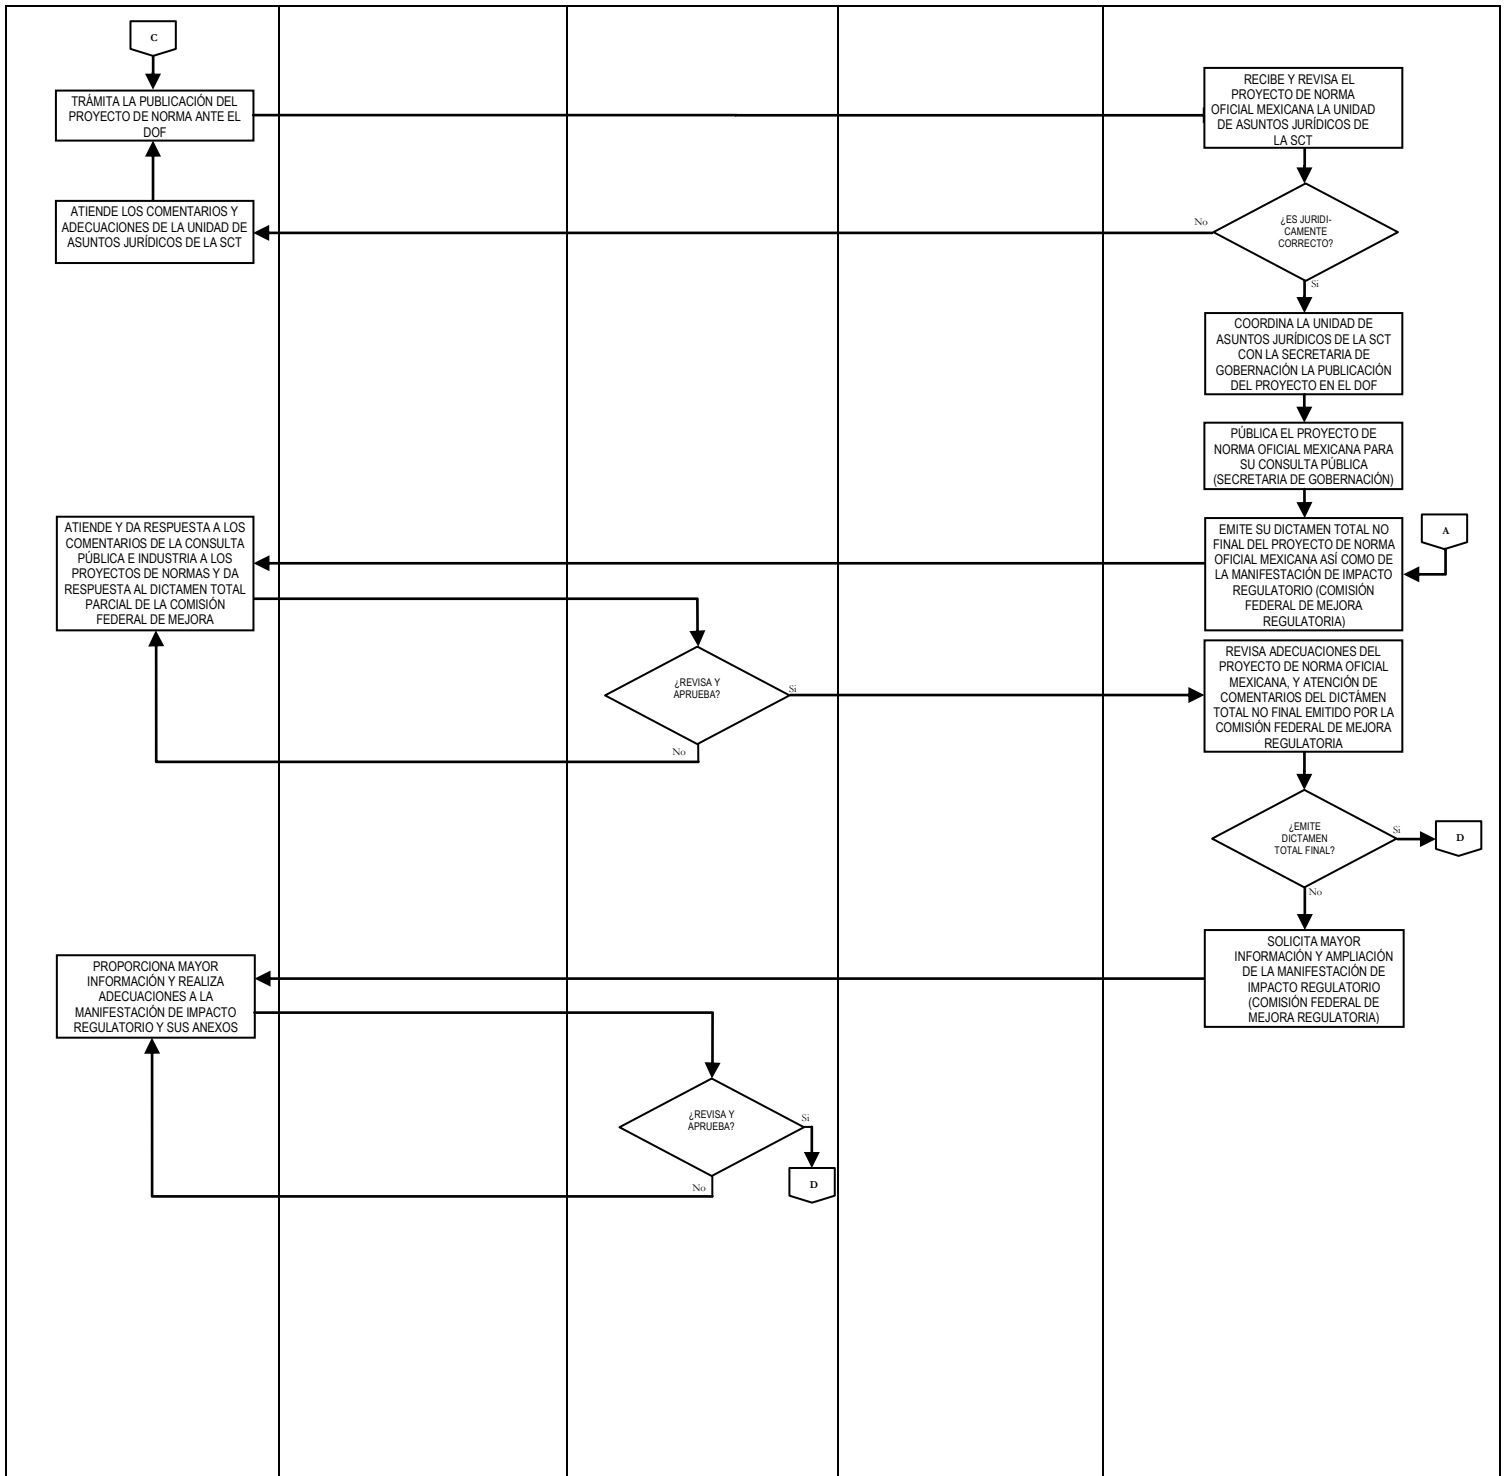 C
TRÁMITA LA PUBLICACIÓN DEL
PROYECTO DE NORMA ANTE EL
DOF
RECIBE Y REVISA EL
PROYECTO DE NORMA
OFICIAL MEXICANA LA UNIDAD
DE ASUNTOS JURÍDICOS DE
LA SCT
ATIENDE LOS COMENTARIOS Y
ADECUACIONES DE LA UNIDAD DE
ASUNTOS JURÍDICOS DE LA SCT
No
¿ES JURIDI-
CAMENTE
CORRECTO?
Si
COORDINA LA UNIDAD DE
ASUNTOS JURÍDICOS DE LA SCT
CON LA SECRETARIA DE
GOBERNACIÓN LA PUBLICACIÓN
DEL PROYECTO EN EL DOF
PÚBLICA EL PROYECTO DE
NORMA OFICIAL MEXICANA PARA
SU CONSULTA PÚBLICA
(SECRETARIA DE GOBERNACIÓN)
ATIENDE Y DA RESPUESTA A LOS
COMENTARIOS DE LA CONSULTA
PÚBLICA E INDUSTRIA A LOS
PROYECTOS DE NORMAS Y DA
RESPUESTA AL DICTAMEN TOTAL
PARCIAL DE LA COMISIÓN
FEDERAL DE MEJORA
EMITE SU DICTAMEN TOTAL NO
FINAL DEL PROYECTO DE NORMA
OFICIAL MEXICANA ASÍ COMO DE
LA MANIFESTACIÓN DE IMPACTO
REGULATORIO (COMISIÓN
FEDERAL DE MEJORA
REGULATORIA)
A
¿REVISA Y
APRUEBA?
Si
No
REVISA ADECUACIONES DEL
PROYECTO DE NORMA OFICIAL
MEXICANA, Y ATENCIÓN DE
COMENTARIOS DEL DICTÁMEN
TOTAL NO FINAL EMITIDO POR LA
COMISIÓN FEDERAL DE MEJORA
REGULATORIA
¿EMITE
DICTAMEN
TOTAL FINAL?
Si
D
No
PROPORCIONA MAYOR
INFORMACIÓN Y REALIZA
ADECUACIONES A LA
MANIFESTACIÓN DE IMPACTO
REGULATORIO Y SUS ANEXOS
SOLICITA MAYOR
INFORMACIÓN Y AMPLIACIÓN
DE LA MANIFESTACIÓN DE
IMPACTO REGULATORIO
(COMISIÓN FEDERAL DE
MEJORA REGULATORIA)
¿REVISA Y
APRUEBA?
Si
No
D